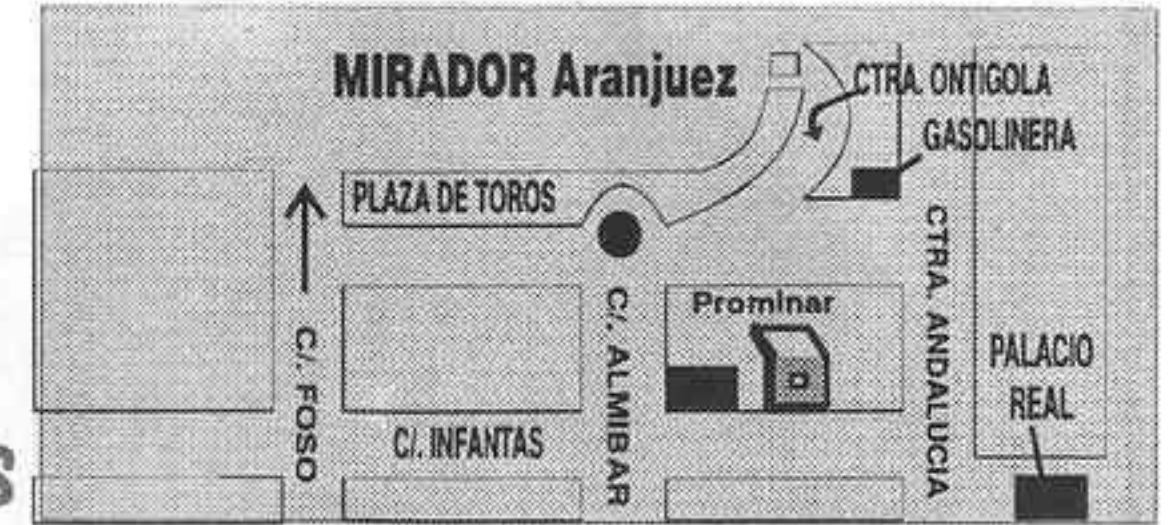 MIRADOR Aranjuez
CTRA. ONTIGOLA
GASOLINERA
PLAZA DE TOROS
C/. FOSO
C/. ALMIBAR
Prominar
CTRA. ANDALUCIA
PALACIO
REAL
C/. INFANTAS
S